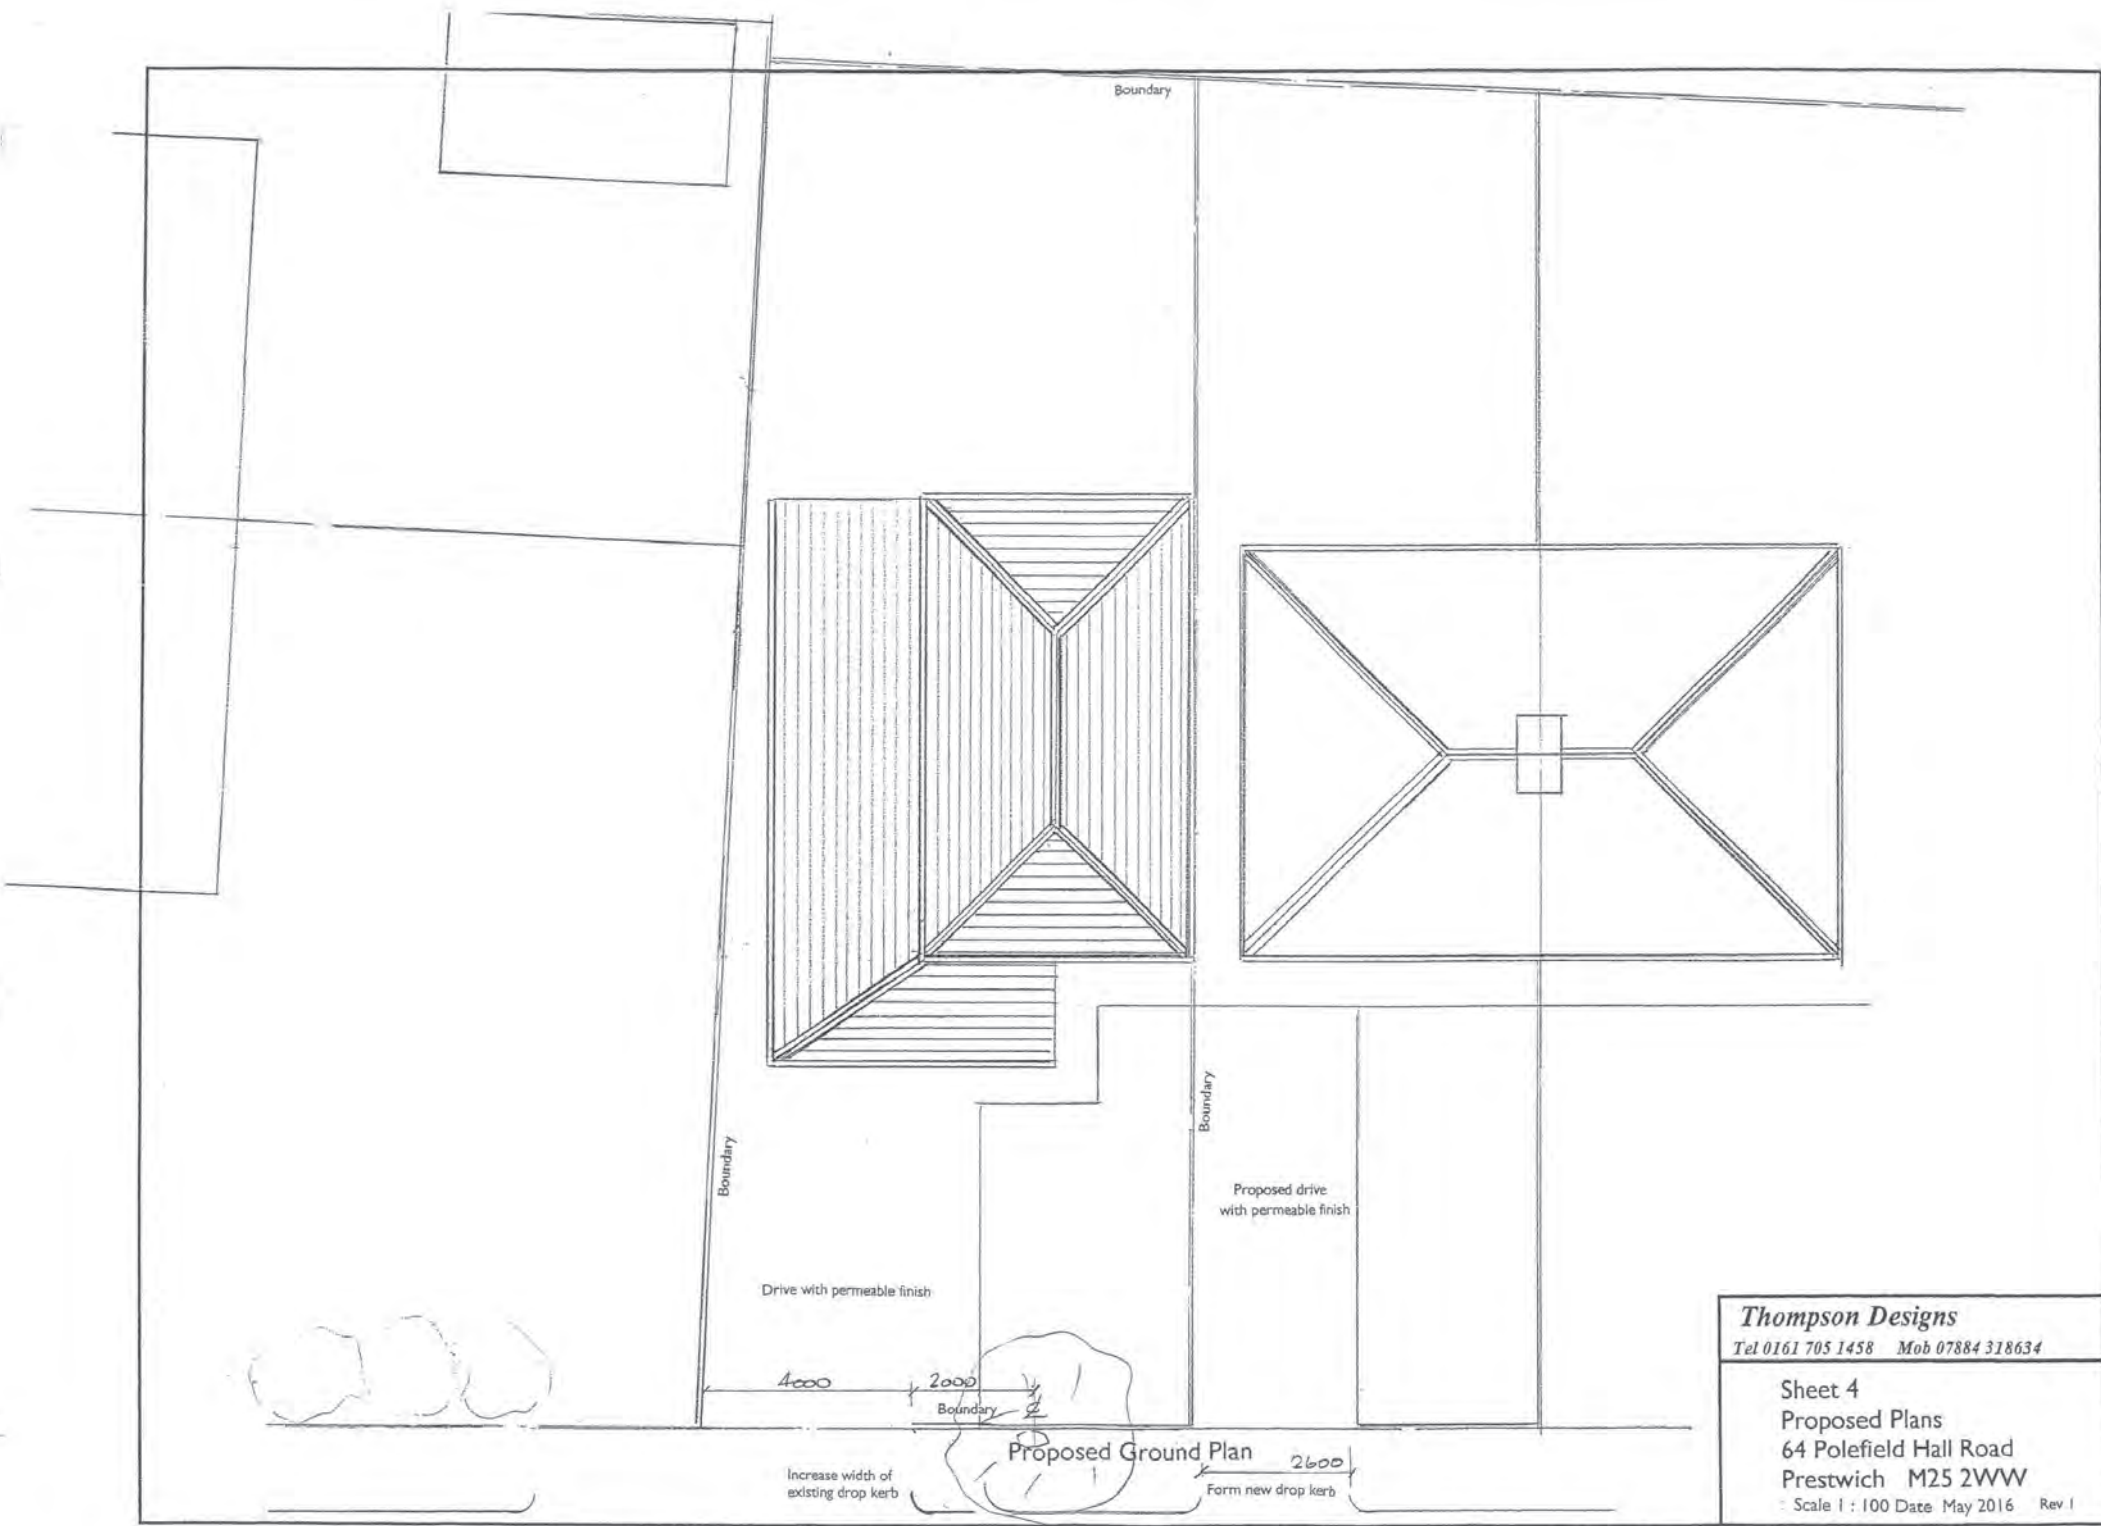 Boundary
Boundary
Boundary
Proposed drive
with permeable finish
Drive with permeable finish
4000
2000
Boundary
Proposed Ground Plan
2600
Increase width of
existing drop kerb
Form new drop kerb
Thompson Designs
Tel 0161 705 1458 Mob 07884 318634
Sheet 4
Proposed Plans
64 Polefield Hall Road
Prestwich M25 2WW
Scale 1 : 100 Date May 2016 Rev 1